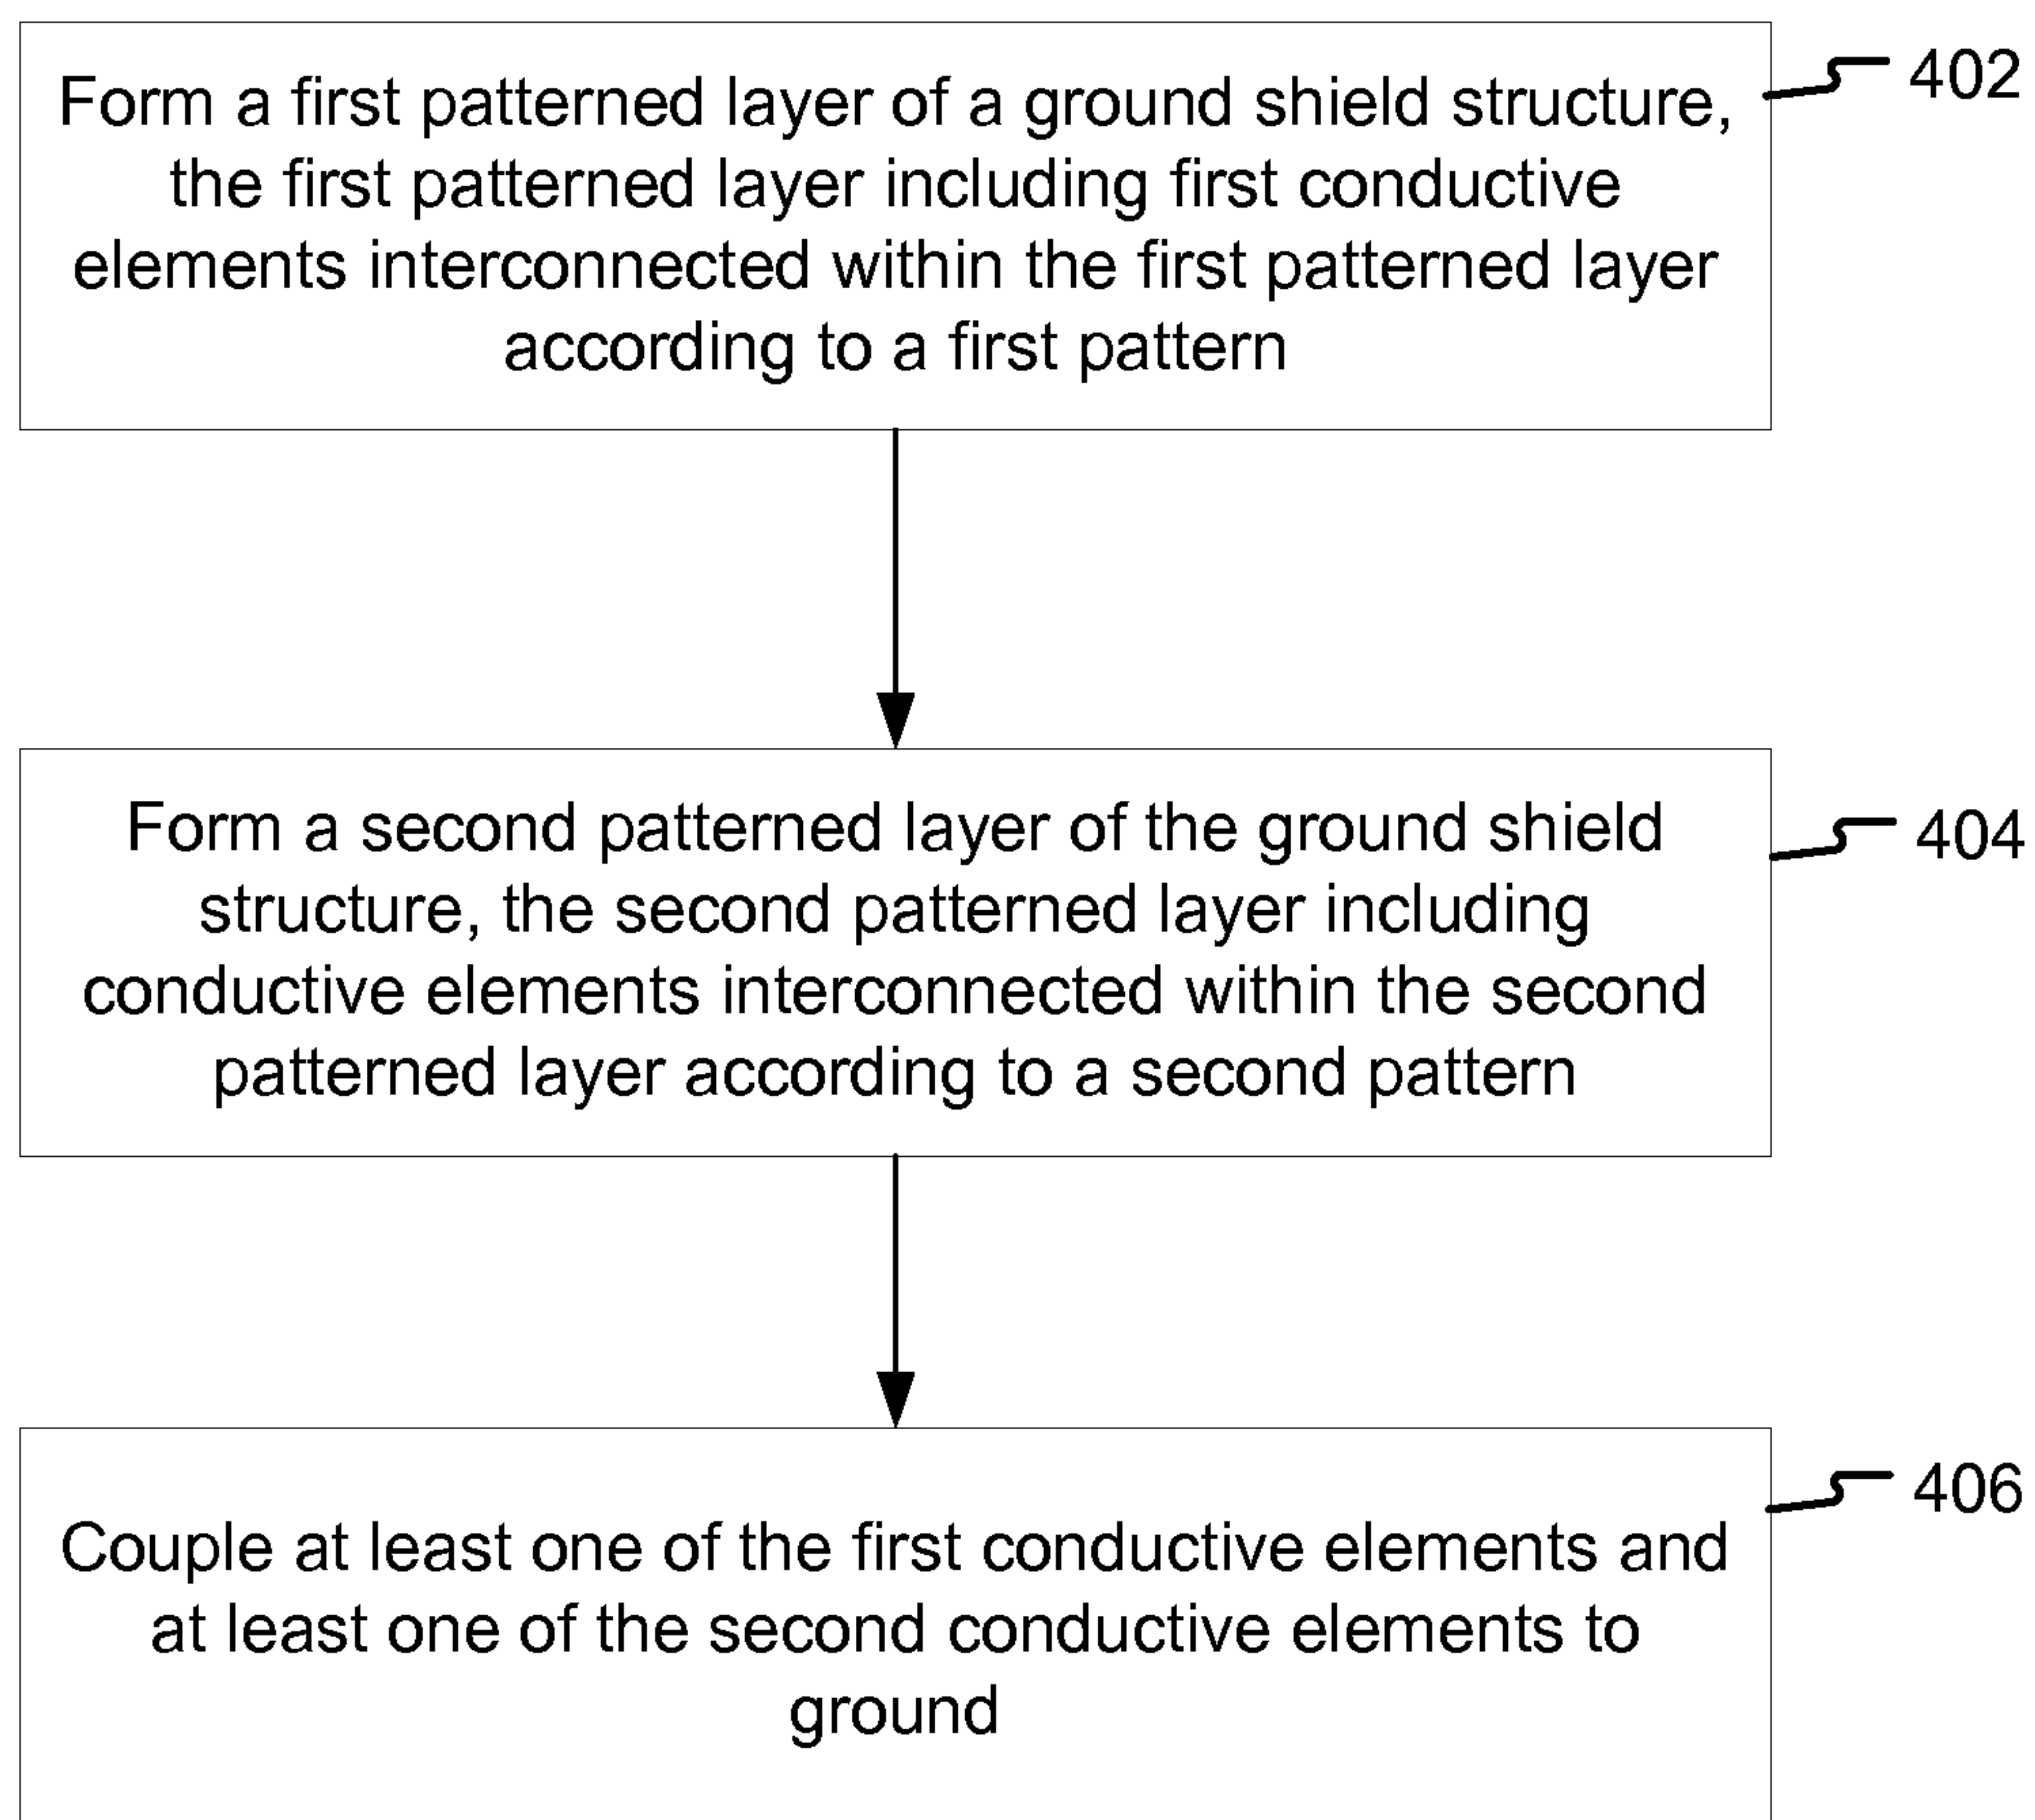 Form a first patterned layer of a ground shield structure,
the first patterned layer including first conductive
elements interconnected within the first patterned layer
according to a first pattern
402
Form a second patterned layer of the ground shield
structure, the second patterned layer including
conductive elements interconnected within the second
patterned layer according to a second pattern
404
Couple at least one of the first conductive elements and
at least one of the second conductive elements to
ground
406